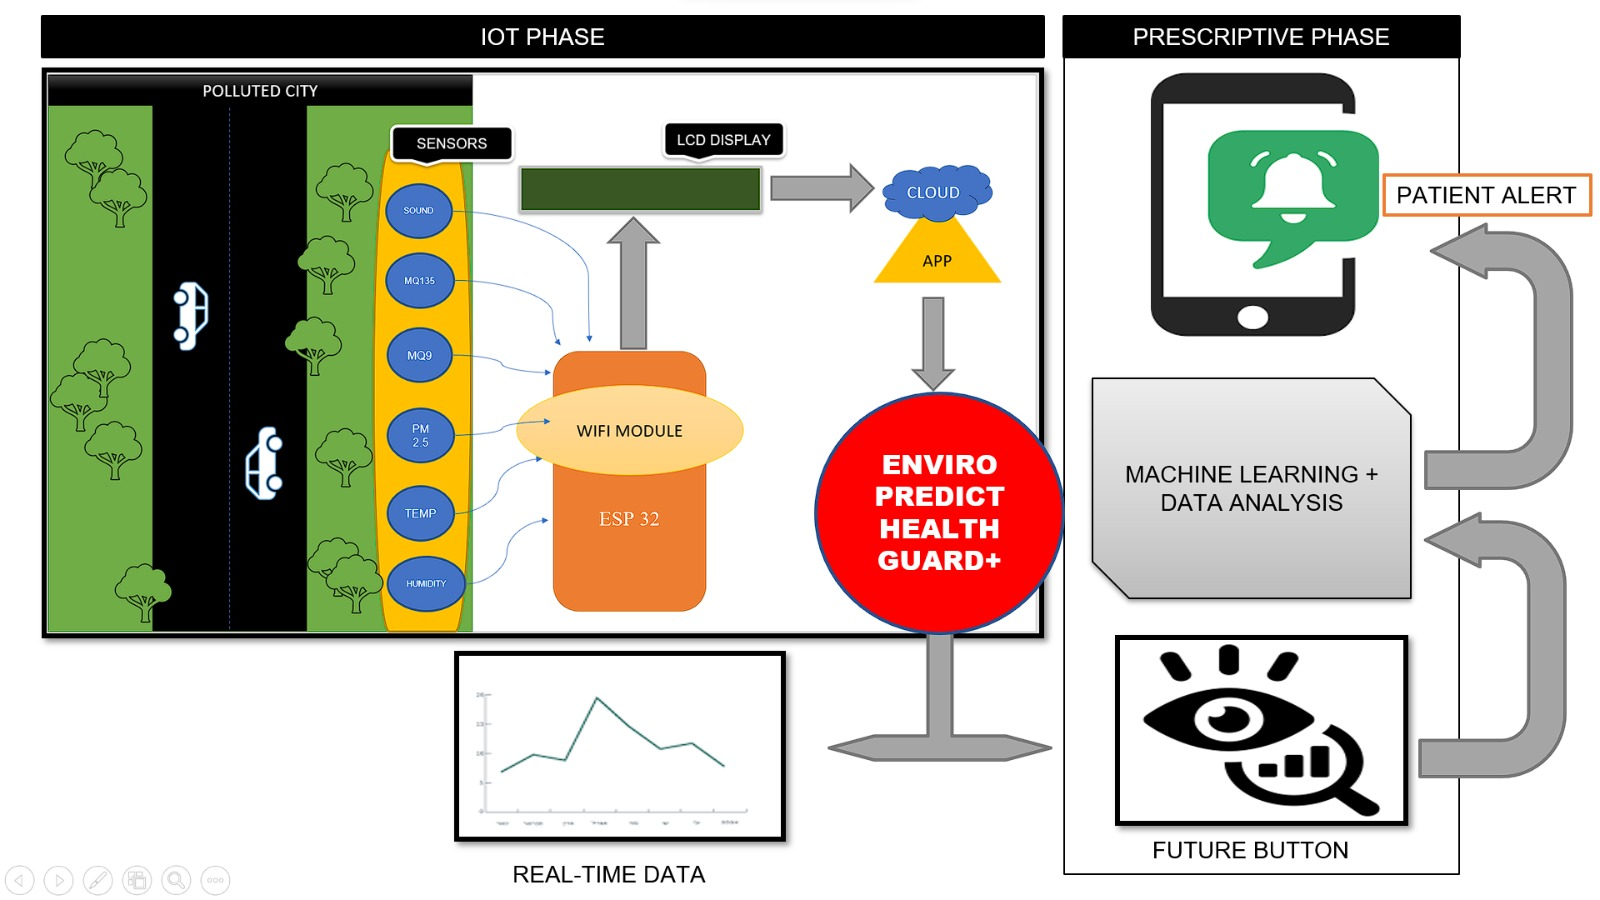 IOT PHASE
PRESCRIPTIVE PHASE
POLLUTED CITY
SENSORS
LCD DISPLAY
SOUND
MQ135
MQ9
PM
2.5
TEMP
HUMIDITY
WIFI MODULE
ESP 32
CLOUD
APP
ENVIRO
PREDICT
HEALTH
GUARD+
PATIENT ALERT
MACHINE LEARNING +
DATA ANALYSIS
FUTURE BUTTON
REAL-TIME DATA